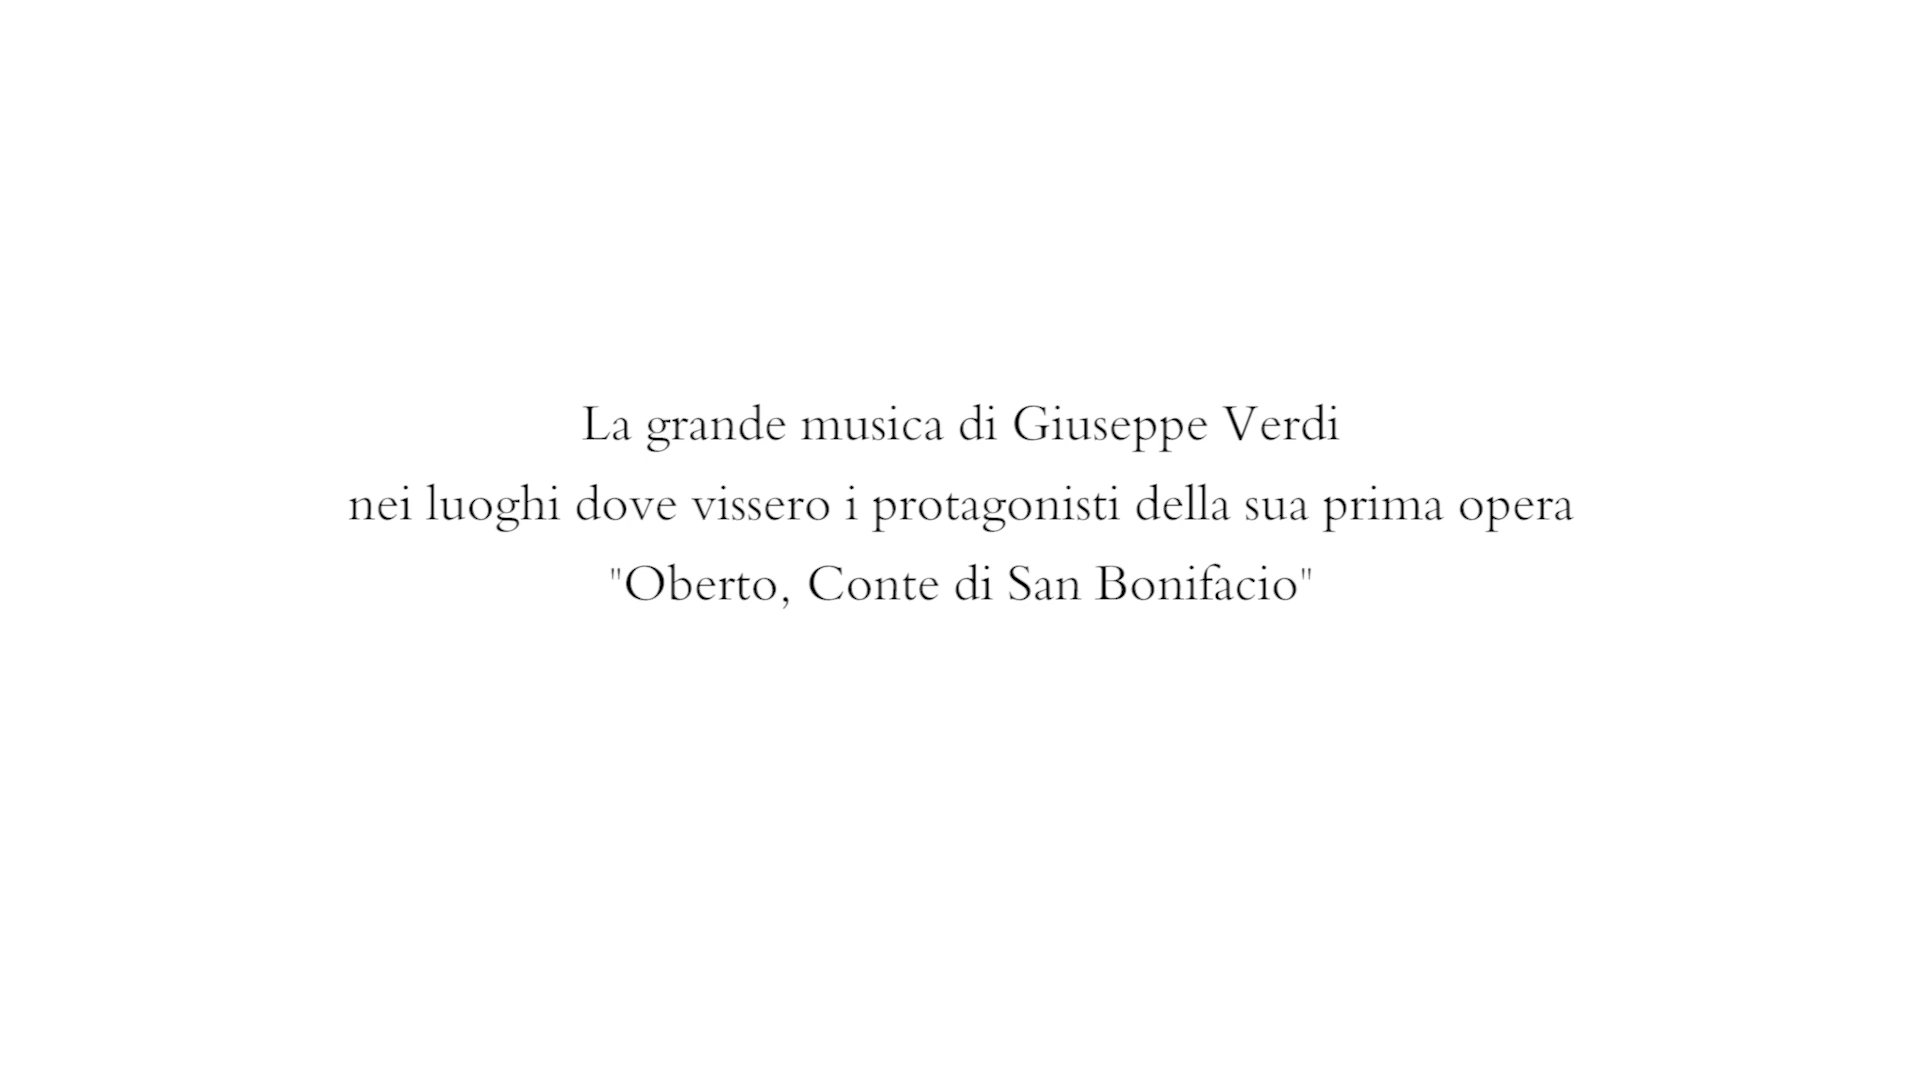 La grande musica di Giuseppe Verdi
nei luoghi dove vissero i protagonisti della sua prima opera
"Oberto, Conte di San Bonifacio"